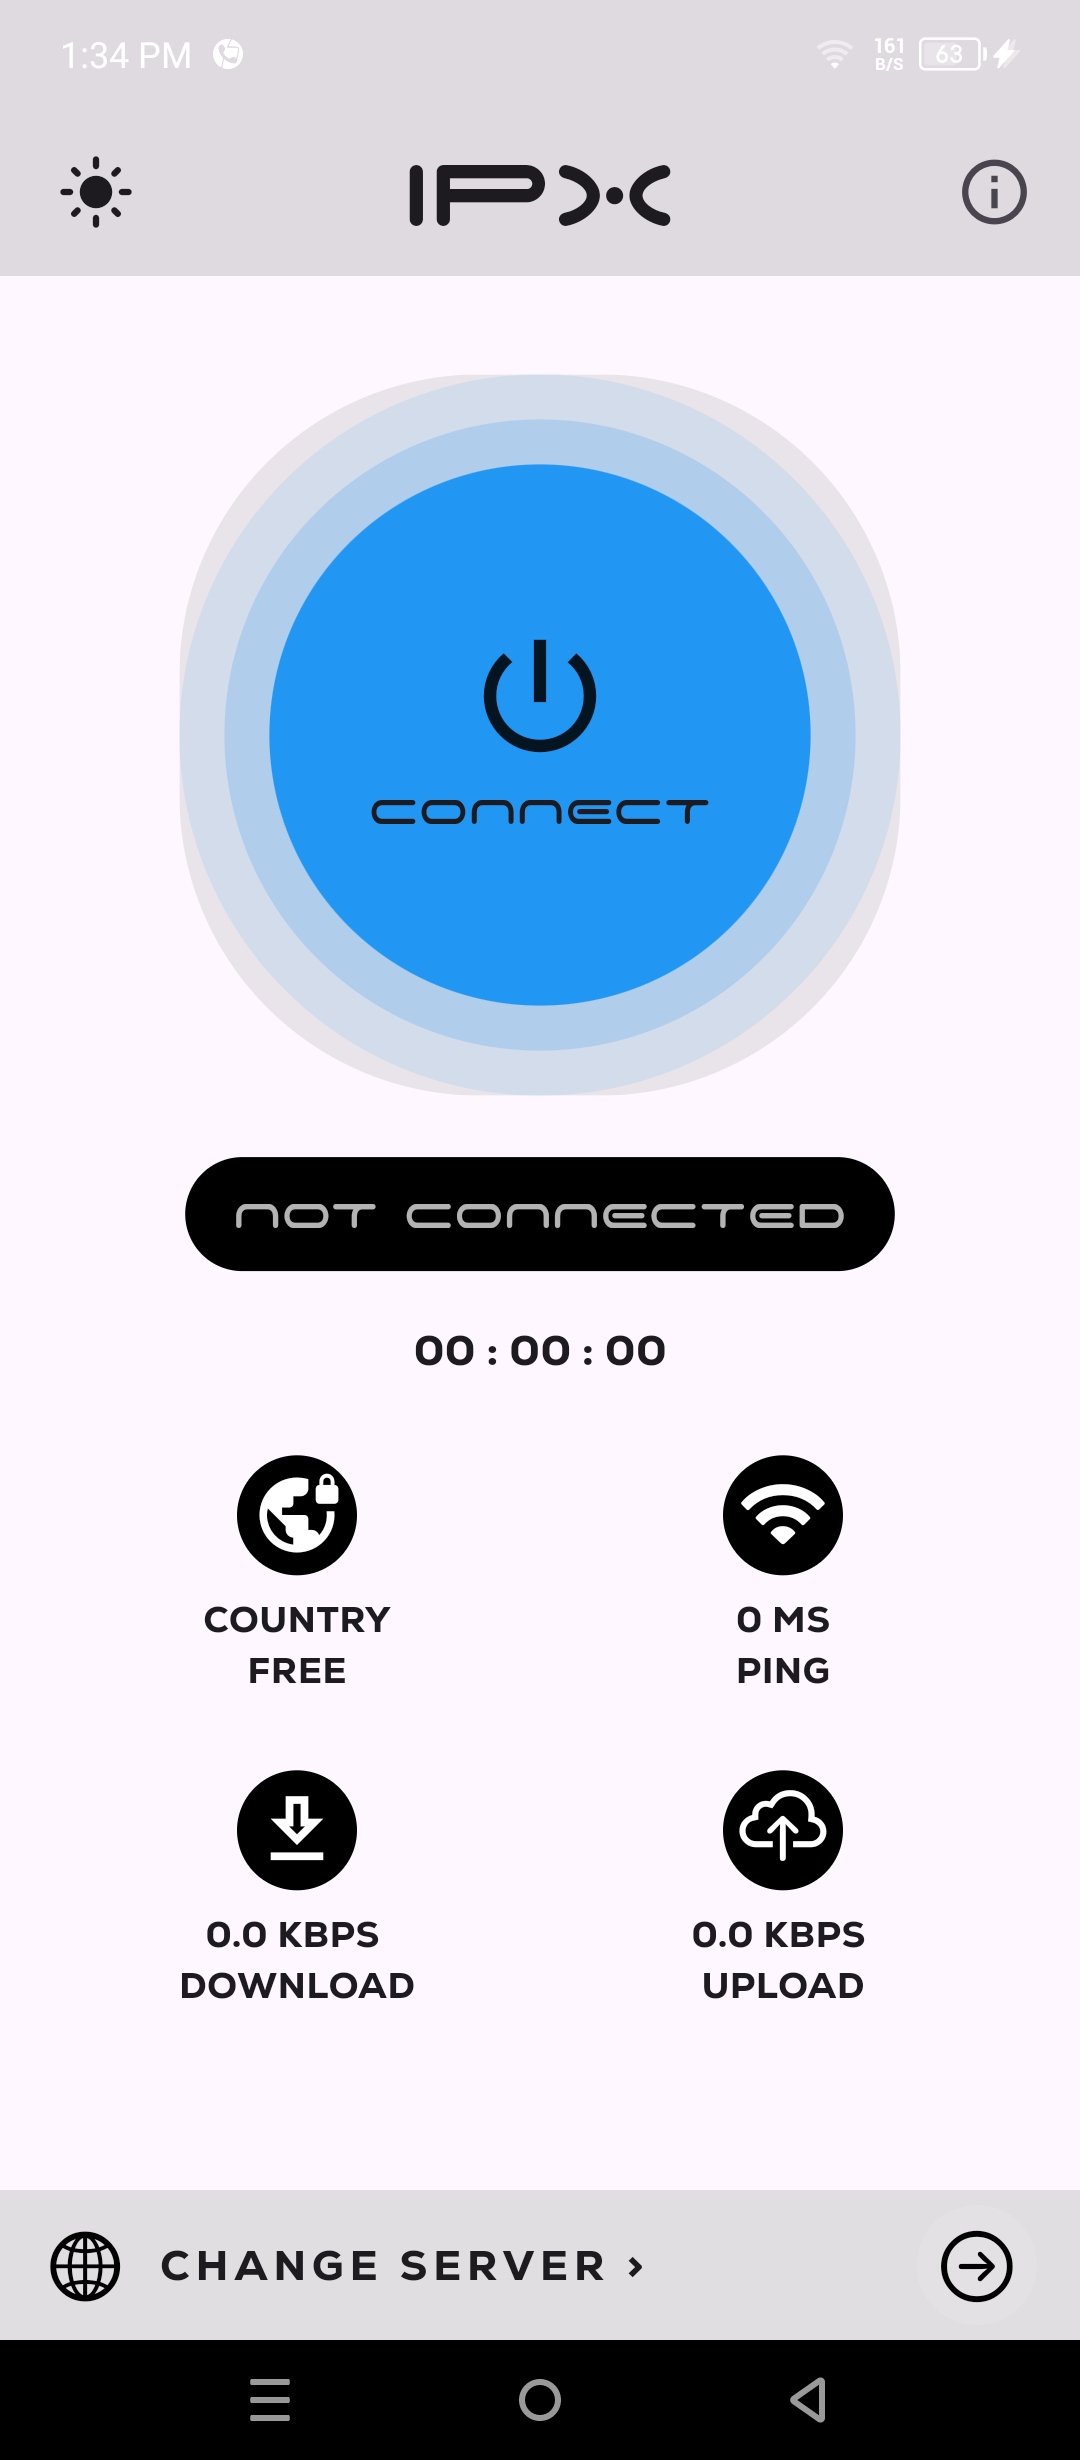 1:34 PM
161
B/S
63
IPX
CONNECT
NOT CONNECTED
00 : 00 : 00
COUNTRY
FREE
0 MS
PING
0.0 KBPS
DOWNLOAD
0.0 KBPS
UPLOAD
CHANGE SERVER ›